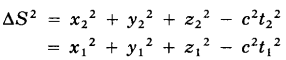 ΔS² = x₂² + y₂² + z₂² − c²t₂²
= x₁² + y₁² + z₁² − c²t₁²